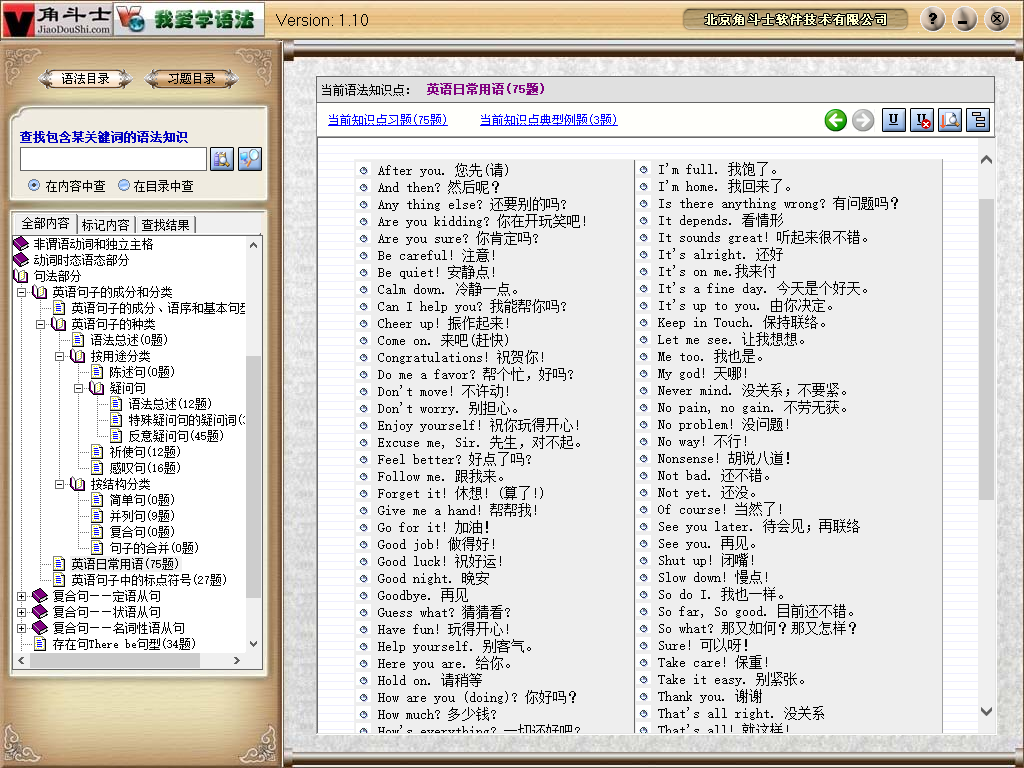 角斗士
JiaoDouShi.com
我爱学语法
Version: 1.10
北京角斗士软件技术有限公司
语法目录
习题目录
查找包含某关键词的语法知识
在内容中查
在目录中查
全部内容
标记内容
查找结果
非谓语动词和独立主格
动词时态语态部分
句法部分
英语句子的成分和分类
英语句子的成分、语序和基本句型
英语句子的种类
语法总述(0题)
按用途分类
陈述句(0题)
疑问句
语法总述(12题)
特殊疑问句的疑问词(
反意疑问句(45题)
祈使句(12题)
感叹句(16题)
按结构分类
简单句(0题)
并列句(9题)
复合句(0题)
句子的合并(0题)
英语日常用语(75题)
英语句子中的标点符号(27题)
复合句——定语从句
复合句——状语从句
复合句——名词性从句
存在句There be句型(34题)
当前语法知识点: 英语日常用语(75题)
当前知识点习题(75题)
当前知识点典型例题(3题)
After you. 您先(请)
And then? 然后呢?
Any thing else? 还要别的吗?
Are you kidding? 你在开玩笑吧!
Are you sure? 你肯定吗?
Be careful! 注意!
Be quiet! 安静点!
Calm down. 冷静一点。
Can I help you? 我能帮你吗?
Cheer up! 振作起来!
Come on. 来吧(赶快)
Congratulations! 祝贺你!
Do me a favor? 帮个忙, 好吗?
Don't move! 不许动!
Don't worry. 别担心。
Enjoy yourself! 祝你玩得开心!
Excuse me, Sir. 先生, 对不起。
Feel better? 好点了吗?
Follow me. 跟我来。
Forget it! 休想! (算了!)
Give me a hand! 帮帮我!
Go for it! 加油!
Good job! 做得好!
Good luck! 祝好运!
Good night. 晚安
Goodbye. 再见
Guess what? 猜猜看?
Have fun! 玩得开心!
Help yourself. 别客气。
Here you are. 给你。
Hold on. 请稍等
How are you (doing)? 你好吗?
How much? 多少钱?
How's everything? 一切还好吧?
I'm full. 我饱了。
I'm home. 我回来了。
Is there anything wrong? 有问题吗?
It depends. 看情形
It sounds great! 听起来很不错。
It's alright. 还好
It's on me.我来付
It's a fine day. 今天是个好天。
It's up to you. 由你决定。
Keep in Touch. 保持联络。
Let me see. 让我想想。
Me too. 我也是。
My god! 天哪!
Never mind. 没关系; 不要紧。
No pain, no gain. 不劳无获。
No problem! 没问题!
No way! 不行!
Nonsense! 胡说八道!
Not bad. 还不错。
Not yet. 还没。
Of course! 当然了!
See you later. 待会见; 再联络
See you. 再见。
Shut up! 闭嘴!
Slow down! 慢点!
So do I. 我也一样。
So far, So good. 目前还不错。
So what? 那又如何? 那又怎样?
Sure! 可以呀!
Take care! 保重!
Take it easy. 别紧张。
Thank you. 谢谢
That's all right. 没关系
That's all! 就这样!